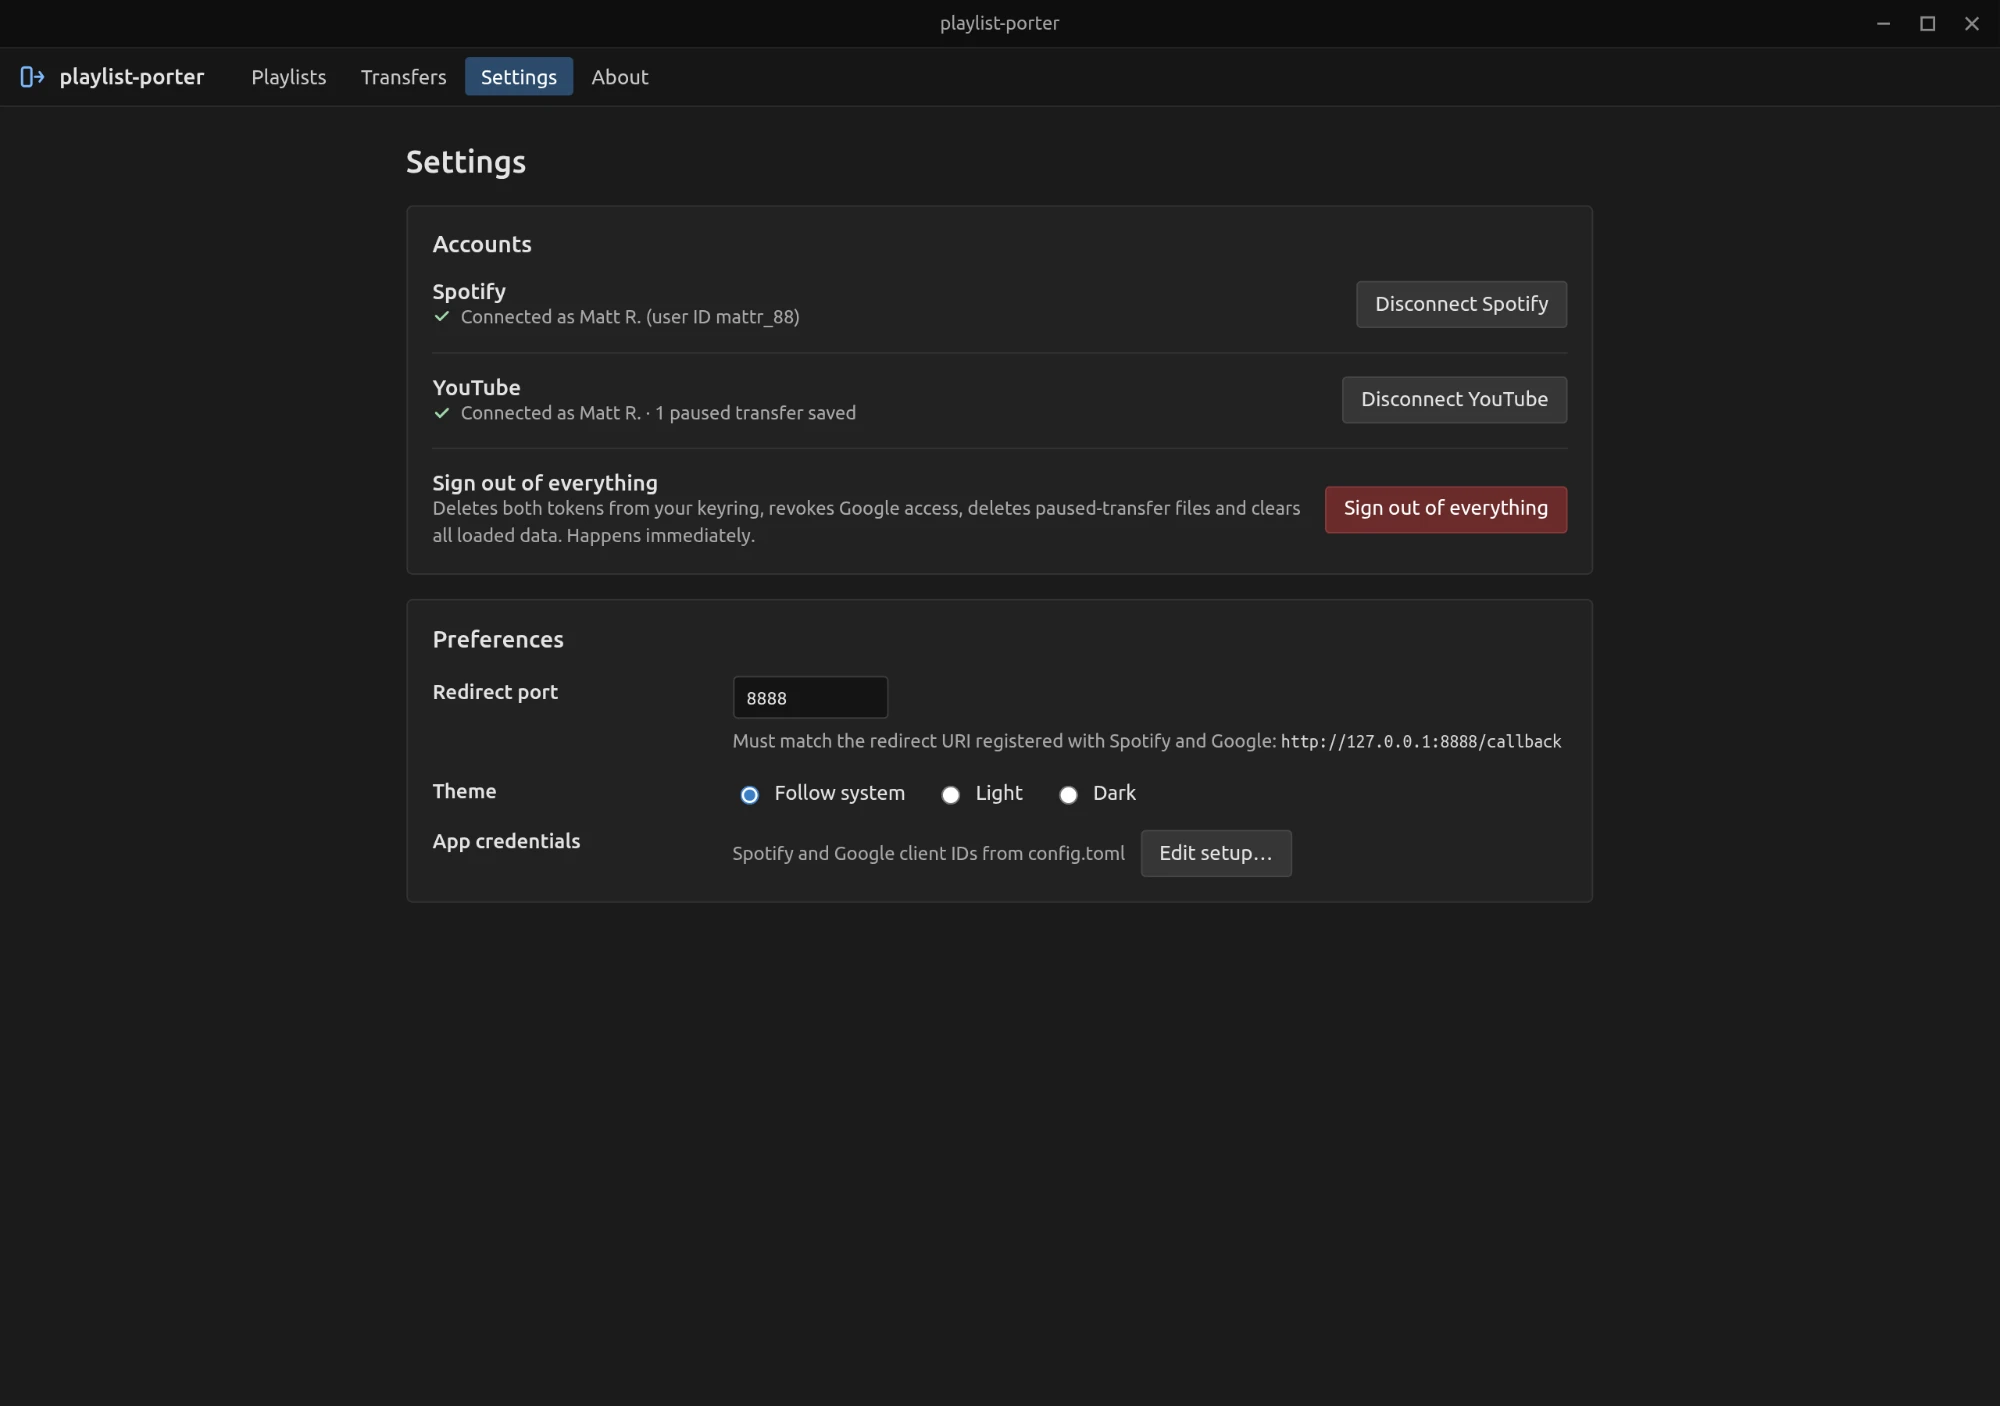 playlist-porter
playlist-porter Playlists Transfers Settings About
Settings
Accounts
Spotify
Connected as Matt R. (user ID mattr_88)
Disconnect Spotify
YouTube
Connected as Matt R. · 1 paused transfer saved
Disconnect YouTube
Sign out of everything
Deletes both tokens from your keyring, revokes Google access, deletes paused-transfer files and clears
all loaded data. Happens immediately.
Sign out of everything
Preferences
Redirect port
8888
Must match the redirect URI registered with Spotify and Google: http://127.0.0.1:8888/callback
Theme
Follow system Light Dark
App credentials
Spotify and Google client IDs from config.toml
Edit setup…